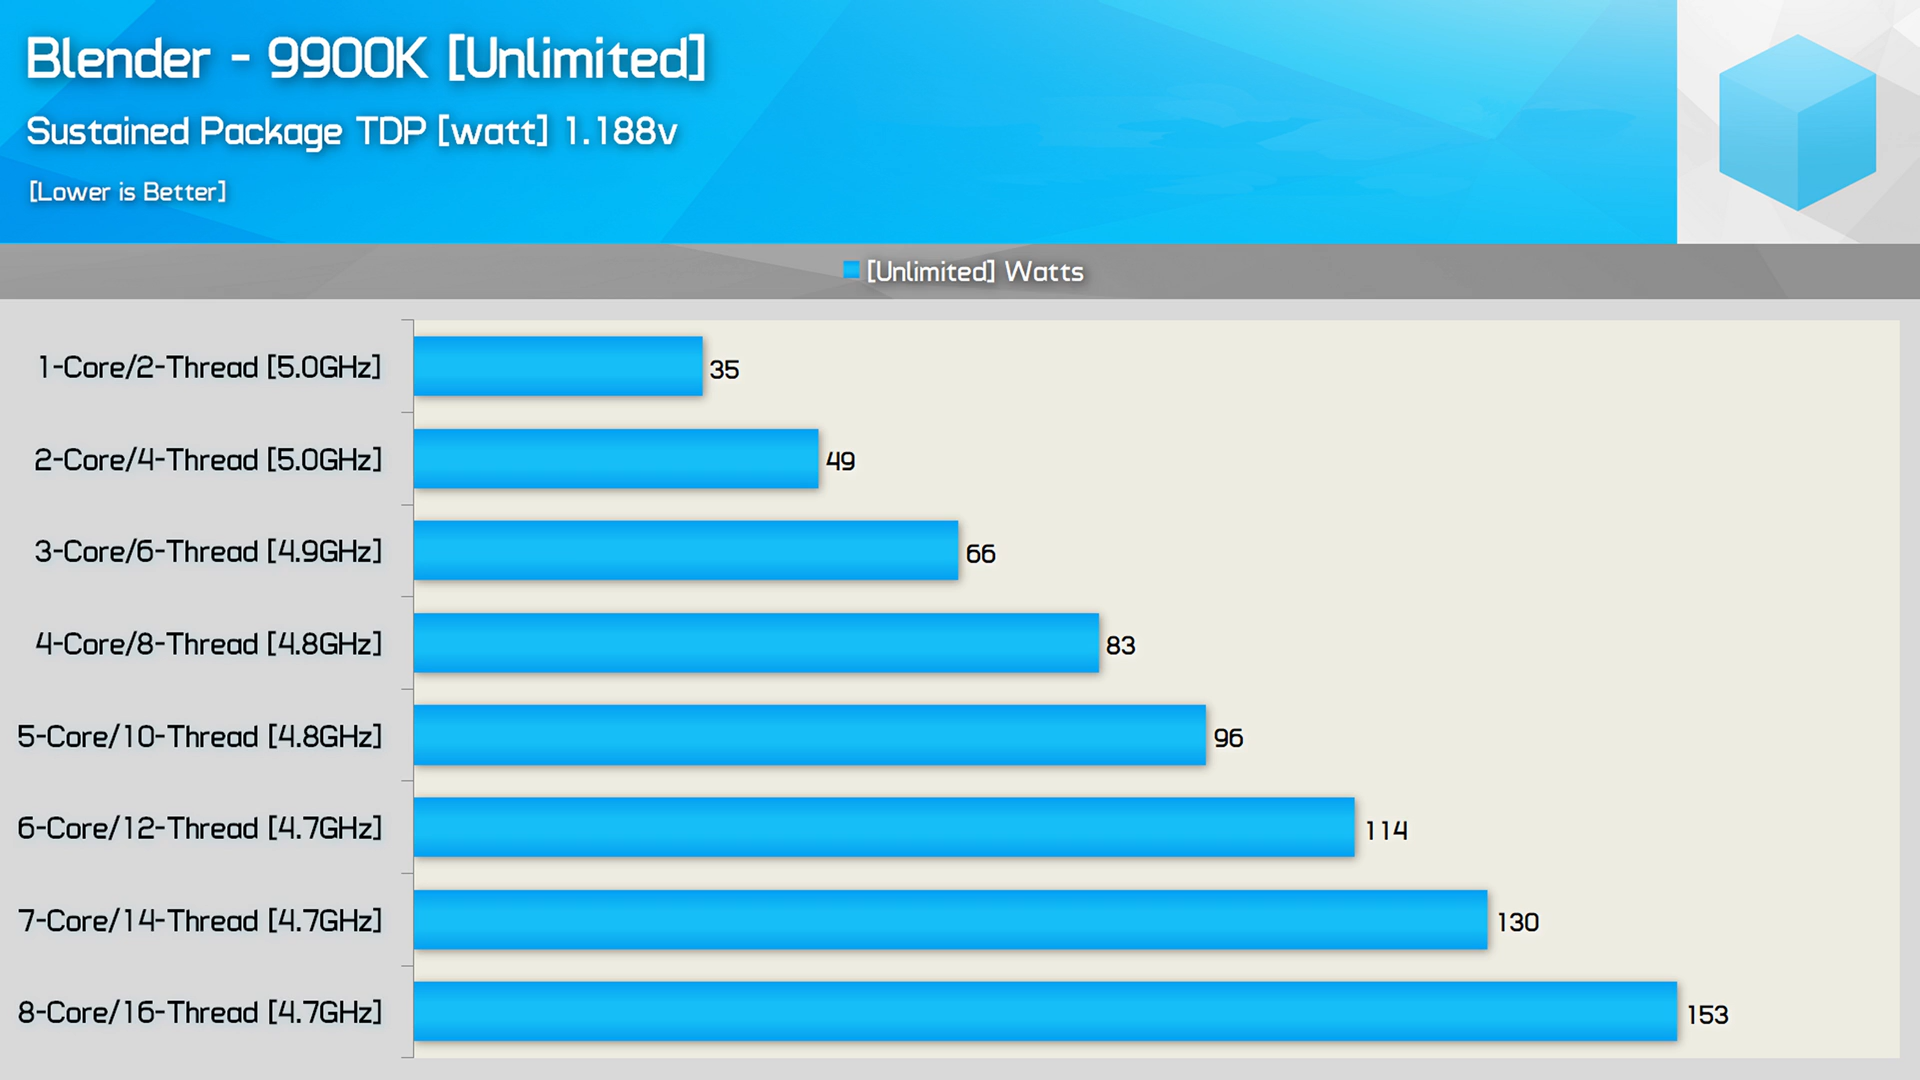 Blender - 9900K [Unlimited]
Sustained Package TDP [watt] 1.188v
[Lower is Better]
[Unlimited] Watts
1-Core/2-Thread [5.0GHz] 35
2-Core/4-Thread [5.0GHz] 49
3-Core/6-Thread [4.9GHz] 66
4-Core/8-Thread [4.8GHz] 83
5-Core/10-Thread [4.8GHz] 96
6-Core/12-Thread [4.7GHz] 114
7-Core/14-Thread [4.7GHz] 130
8-Core/16-Thread [4.7GHz] 153